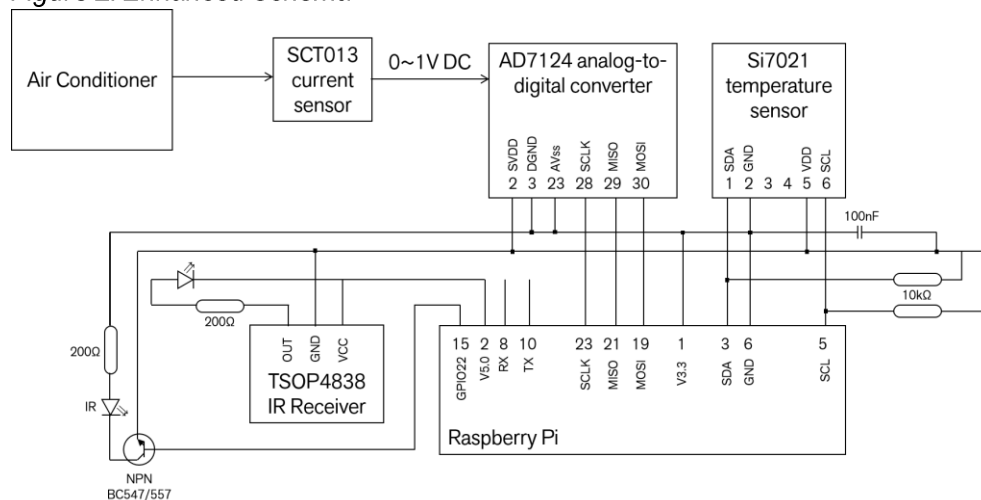 Figure 2. Enhanced Schema
Air Conditioner
SCT013
current
sensor
0~1V DC
AD7124 analog-to-
digital converter
SVDD
DGND
AVss
SCLK
MISO
MOSI
2 3 23 28 29 30
Si7021
temperature
sensor
SDA
GND
VDD
SCL
1 2 3 4 5 6
100nF
10kΩ
200Ω
200Ω
OUT
GND
VCC
TSOP4838
IR Receiver
IR
NPN
BC547/557
15 2 8 10 23 21 19 1 3 6 5
GPIO22
V5.0
RX
TX
SCLK
MISO
MOSI
V3.3
SDA
GND
SCL
Raspberry Pi